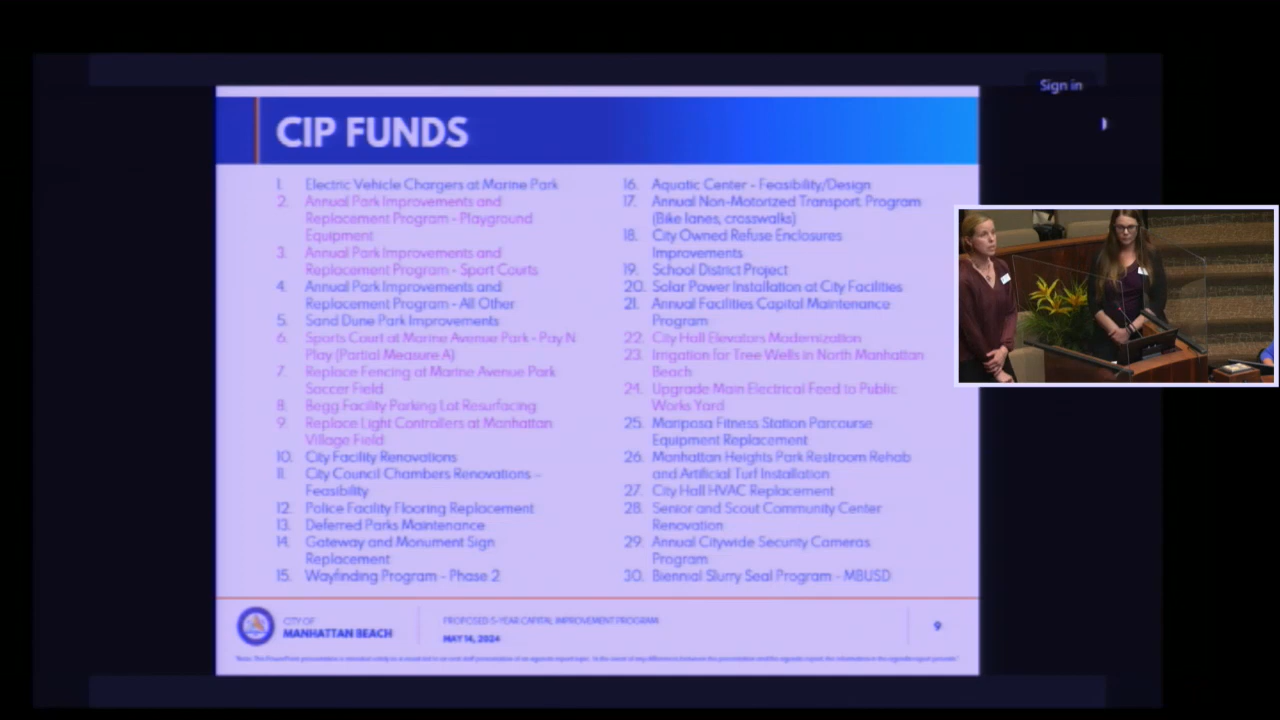 Sign in
CIP FUNDS
1. Electric Vehicle Chargers at Marine Park
2. Annual Park Improvements and
Replacement Program - Playground
Equipment
3. Annual Park Improvements and
Replacement Program - Sport Courts
4. Annual Park Improvements and
Replacement Program - All Other
5. Sand Dune Park Improvements
6. Sports Court at Marine Avenue Park - Pay N
Play (Partial Measure A)
7. Replace Fencing at Marine Avenue Park
Soccer Field
8. Begg Facility Parking Lot Resurfacing
9. Replace Light Controllers at Manhattan
Village Field
10. City Facility Renovations
11. City Council Chambers Renovations –
Feasibility
12. Police Facility Flooring Replacement
13. Deferred Parks Maintenance
14. Gateway and Monument Sign
Replacement
15. Wayfinding Program - Phase 2
16. Aquatic Center - Feasibility/Design
17. Annual Non-Motorized Transport Program
(Bike lanes, crosswalks)
18. City Owned Refuse Enclosures
Improvements
19. School District Project
20. Solar Power Installation at City Facilities
21. Annual Facilities Capital Maintenance
Program
22. City Hall Elevators Modernization
23. Irrigation for Tree Wells in North Manhattan
Beach
24. Upgrade Main Electrical Feed to Public
Works Yard
25. Mariposa Fitness Station Parcourse
Equipment Replacement
26. Manhattan Heights Park Restroom Rehab
and Artificial Turf Installation
27. City Hall HVAC Replacement
28. Senior and Scout Community Center
Renovation
29. Annual Citywide Security Cameras
Program
30. Biennial Slurry Seal Program - MBUSD
CITY OF
MANHATTAN BEACH
PROPOSED 5-YEAR CAPITAL IMPROVEMENT PROGRAM
MAY 14, 2024
9